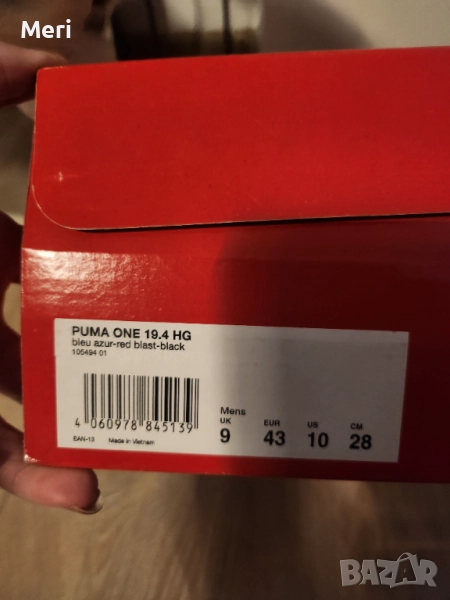 Meri
PUMA ONE 19.4 HG
bleu azur-red blast-black
105494 01
4 060978 845139
EAN-13 Made in Vietnam
Mens
UK EUR US CM
9 43 10 28
BAZAR